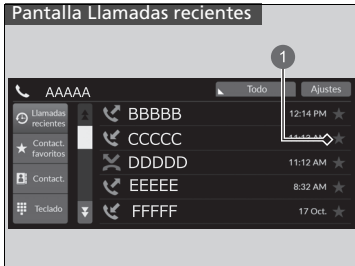 Pantalla Llamadas recientes
1
AAAAA
Todo
Ajustes
Llamadas
recientes
Contact.
favoritos
Contact.
Teclado
BBBBB
12:14 PM
CCCCC
DDDDD
11:12 AM
EEEEE
8:32 AM
FFFFF
17 Oct.